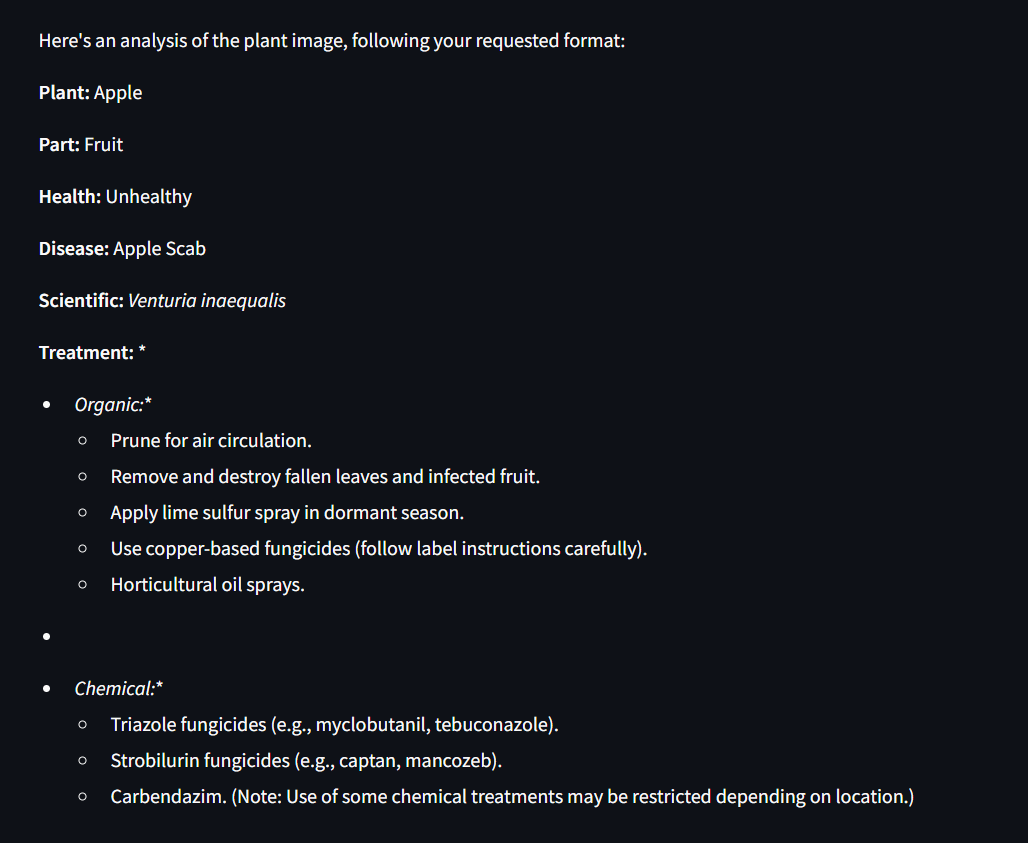 Here's an analysis of the plant image, following your requested format:
Plant: Apple
Part: Fruit
Health: Unhealthy
Disease: Apple Scab
Scientific: Venturia inaequalis
Treatment: *
• Organic:*
○ Prune for air circulation.
○ Remove and destroy fallen leaves and infected fruit.
○ Apply lime sulfur spray in dormant season.
○ Use copper-based fungicides (follow label instructions carefully).
○ Horticultural oil sprays.
•
• Chemical:*
○ Triazole fungicides (e.g., myclobutanil, tebuconazole).
○ Strobilurin fungicides (e.g., captan, mancozeb).
○ Carbendazim. (Note: Use of some chemical treatments may be restricted depending on location.)